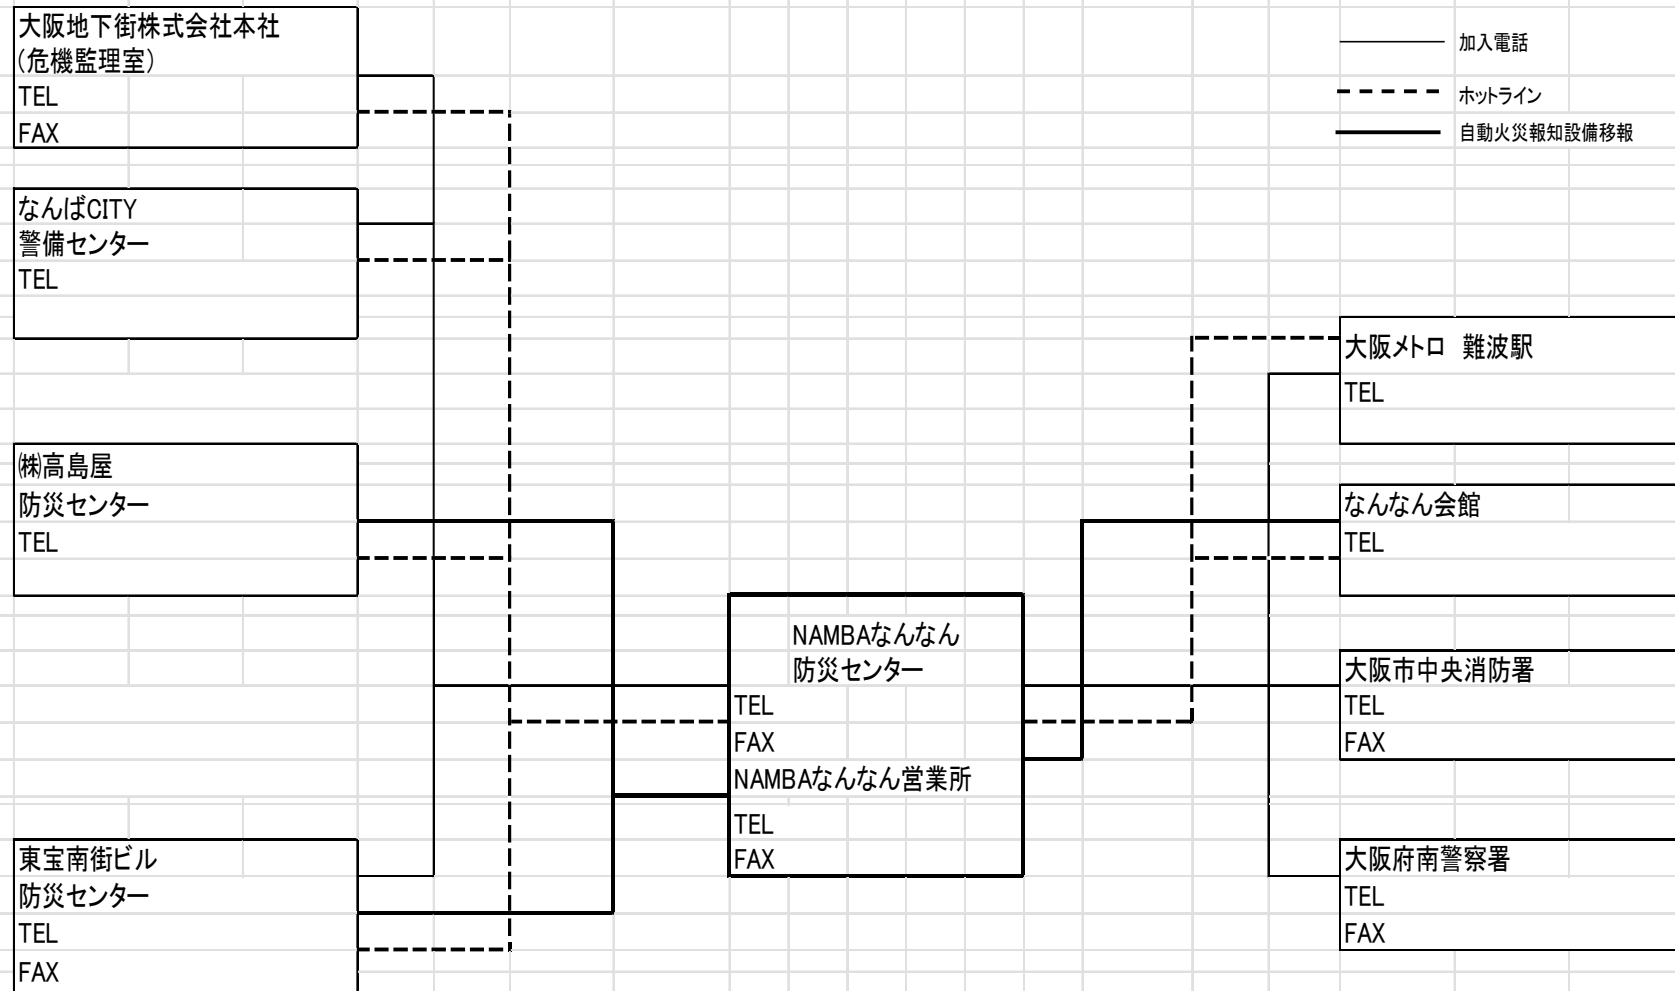 大阪地下街株式会社本社
(危機監理室)
TEL
FAX
なんばCITY
警備センター
TEL
㈱高島屋
防災センター
TEL
東宝南街ビル
防災センター
TEL
FAX
NAMBAなんなん
防災センター
TEL
FAX
NAMBAなんなん営業所
TEL
FAX
加入電話
ホットライン
自動火災報知設備移報
大阪メトロ 難波駅
TEL
なんなん会館
TEL
大阪市中央消防署
TEL
FAX
大阪府南警察署
TEL
FAX